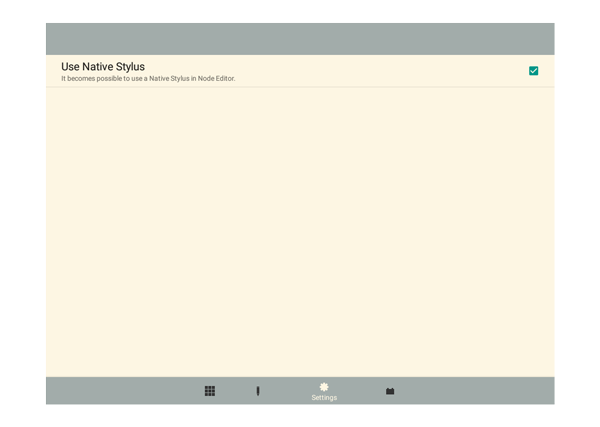 Use Native Stylus
It becomes possible to use a Native Stylus in Node Editor.
Settings